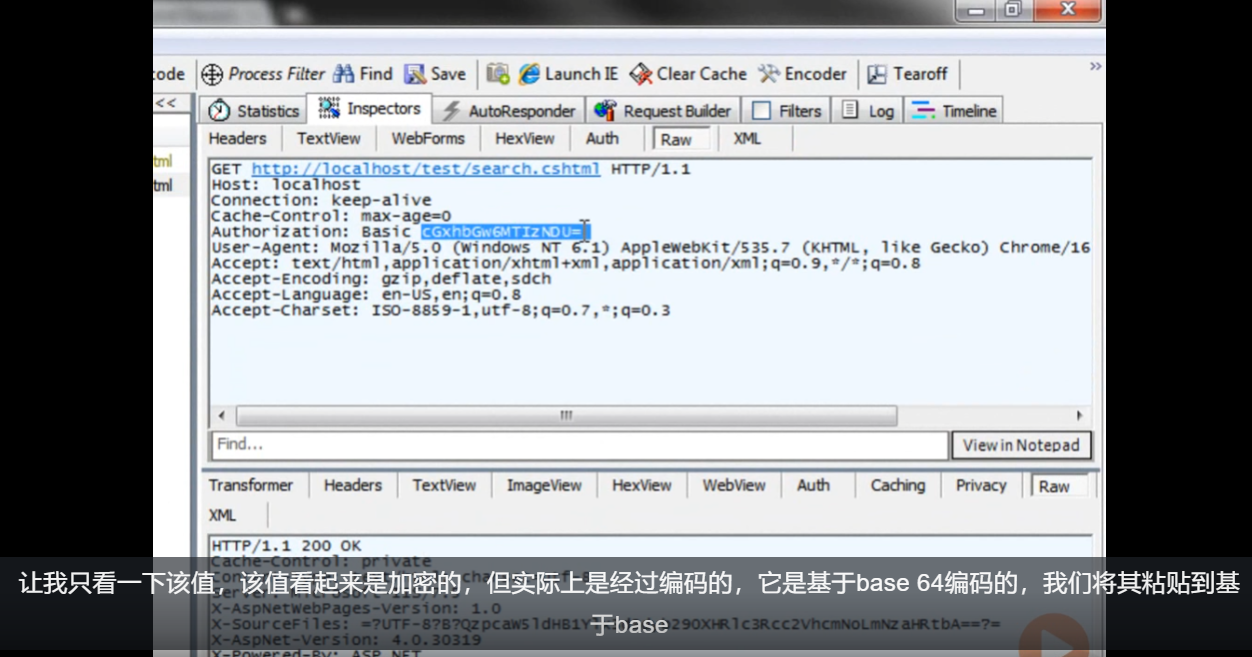 code Process Filter Find Save Launch IE Clear Cache Encoder Tearoff »
<< Statistics Inspectors AutoResponder Request Builder Filters Log Timeline
Headers TextView WebForms HexView Auth Raw XML
tml
tml
GET http://localhost/test/search.cshtml HTTP/1.1
Host: localhost
Connection: keep-alive
Cache-Control: max-age=0
Authorization: Basic cGxhbGw6MTIzNDU=
User-Agent: Mozilla/5.0 (Windows NT 6.1) AppleWebKit/535.7 (KHTML, like Gecko) Chrome/16
Accept: text/html,application/xhtml+xml,application/xml;q=0.9,*/*;q=0.8
Accept-Encoding: gzip,deflate,sdch
Accept-Language: en-US,en;q=0.8
Accept-Charset: ISO-8859-1,utf-8;q=0.7,*;q=0.3
Find... View in Notepad
Transformer Headers TextView ImageView HexView WebView Auth Caching Privacy Raw
XML
HTTP/1.1 200 OK
Cache-Control: private
让我只看一下该值，该值看起来是加密的，但实际上是经过编码的，它是基于base 64编码的，我们将其粘贴到基
于base
X-AspNetWebPages-Version: 1.0
X-SourceFiles:
X-AspNet-Version: 4.0.30319
X-Powered-By: ASP.NET